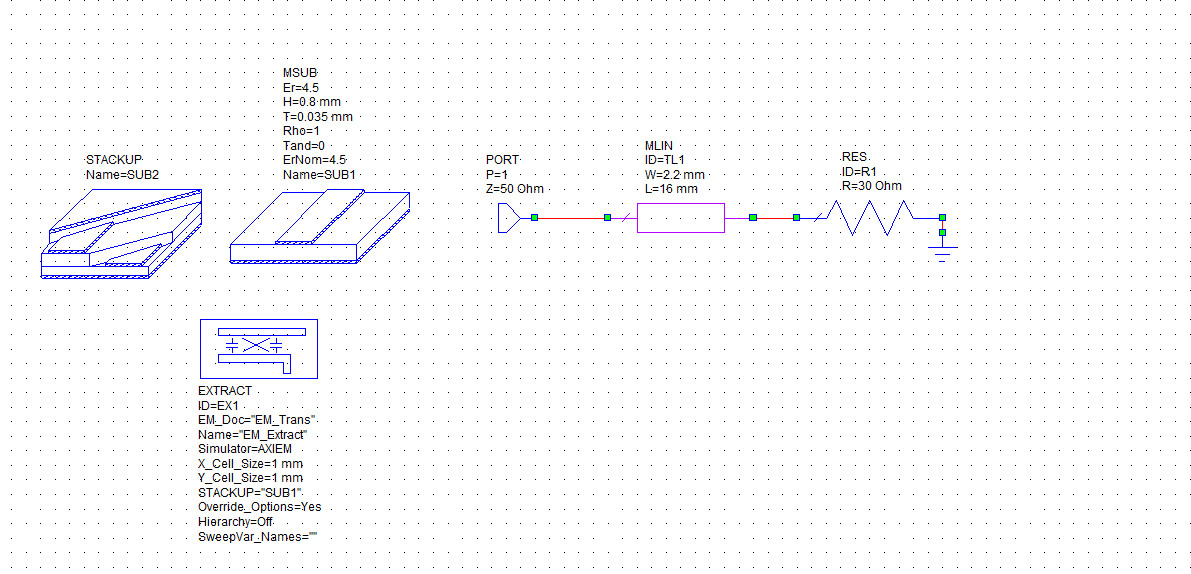 MSUB
Er=4.5
H=0.8 mm
T=0.035 mm
Rho=1
Tand=0
ErNom=4.5
Name=SUB1
STACKUP
Name=SUB2
PORT
P=1
Z=50 Ohm
MLIN
ID=TL1
W=2.2 mm
L=16 mm
RES
ID=R1
R=30 Ohm
EXTRACT
ID=EX1
EM_Doc="EM_Trans"
Name="EM_Extract"
Simulator=AXIEM
X_Cell_Size=1 mm
Y_Cell_Size=1 mm
STACKUP="SUB1"
Override_Options=Yes
Hierarchy=Off
SweepVar_Names=""